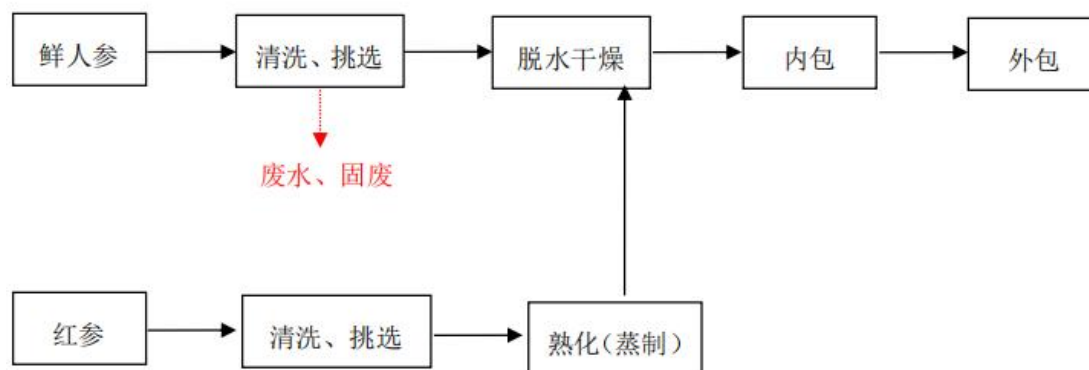 鲜人参
清洗、挑选
脱水干燥
内包
外包
废水、固废
红参
清洗、挑选
熟化（蒸制）